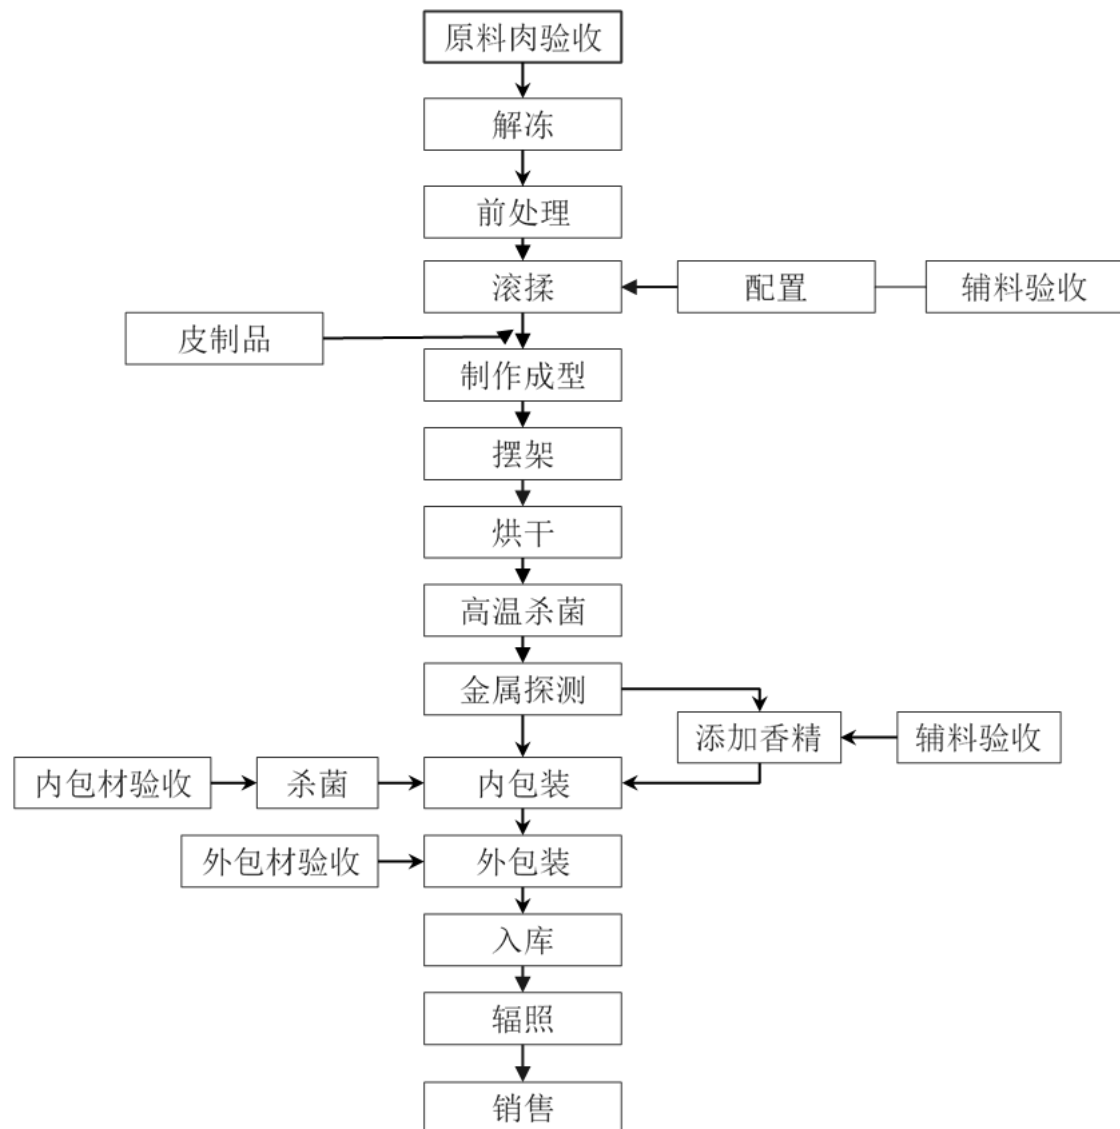 原料肉验收
解冻
前处理
滚揉
配置
辅料验收
皮制品
制作成型
摆架
烘干
高温杀菌
金属探测
添加香精
辅料验收
内包材验收
杀菌
内包装
外包材验收
外包装
入库
辐照
销售